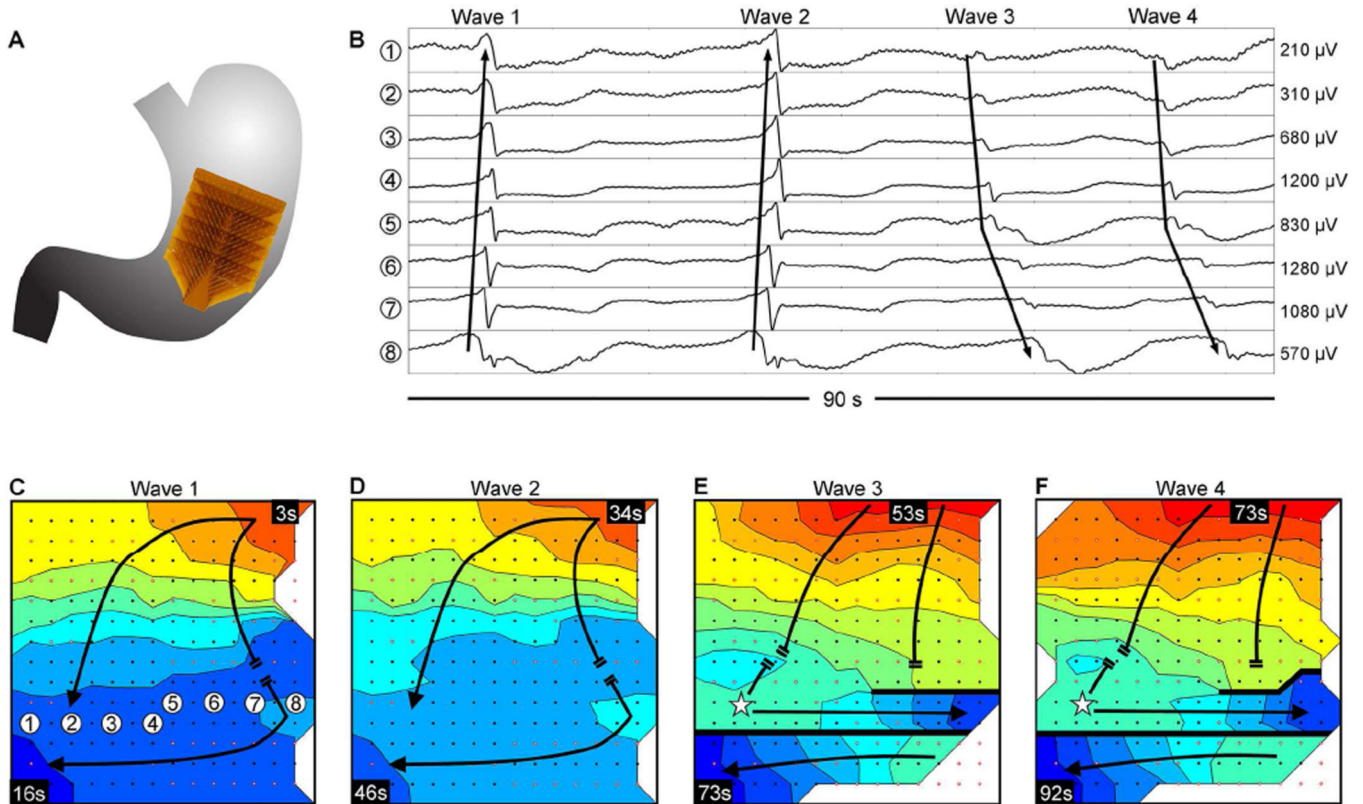 A
B
Wave 1
Wave 2
Wave 3
Wave 4
① 210 µV
② 310 µV
③ 680 µV
④ 1200 µV
⑤ 830 µV
⑥ 1280 µV
⑦ 1080 µV
⑧ 570 µV
90 s
C
Wave 1
3s
① ② ③ ④ ⑤ ⑥ ⑦ ⑧
16s
D
Wave 2
34s
46s
E
Wave 3
53s
73s
F
Wave 4
73s
92s